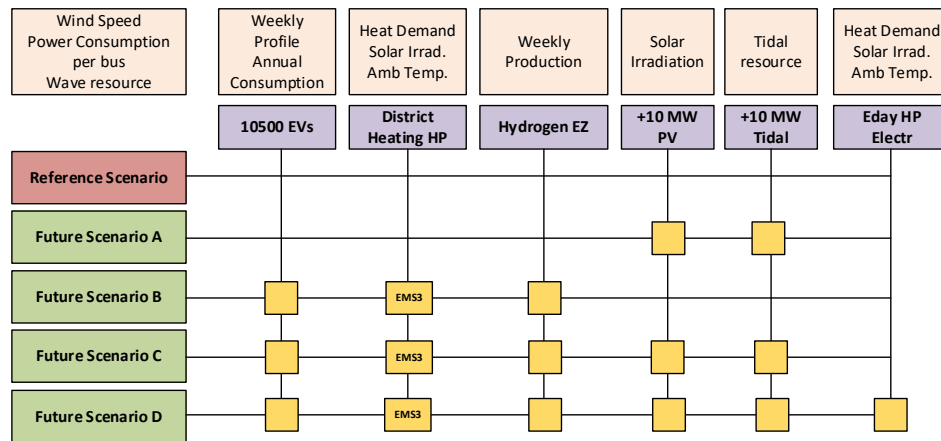 Wind Speed
Power Consumption
per bus
Wave resource
Weekly
Profile
Annual
Consumption
Heat Demand
Solar Irrad.
Amb Temp.
Weekly
Production
Solar
Irradiation
Tidal
resource
Heat Demand
Solar Irrad.
Amb Temp.
10500 EVs
District
Heating HP
Hydrogen EZ
+10 MW
PV
+10 MW
Tidal
Eday HP
Electr
Reference Scenario
Future Scenario A
Future Scenario B
EMS3
Future Scenario C
EMS3
Future Scenario D
EMS3